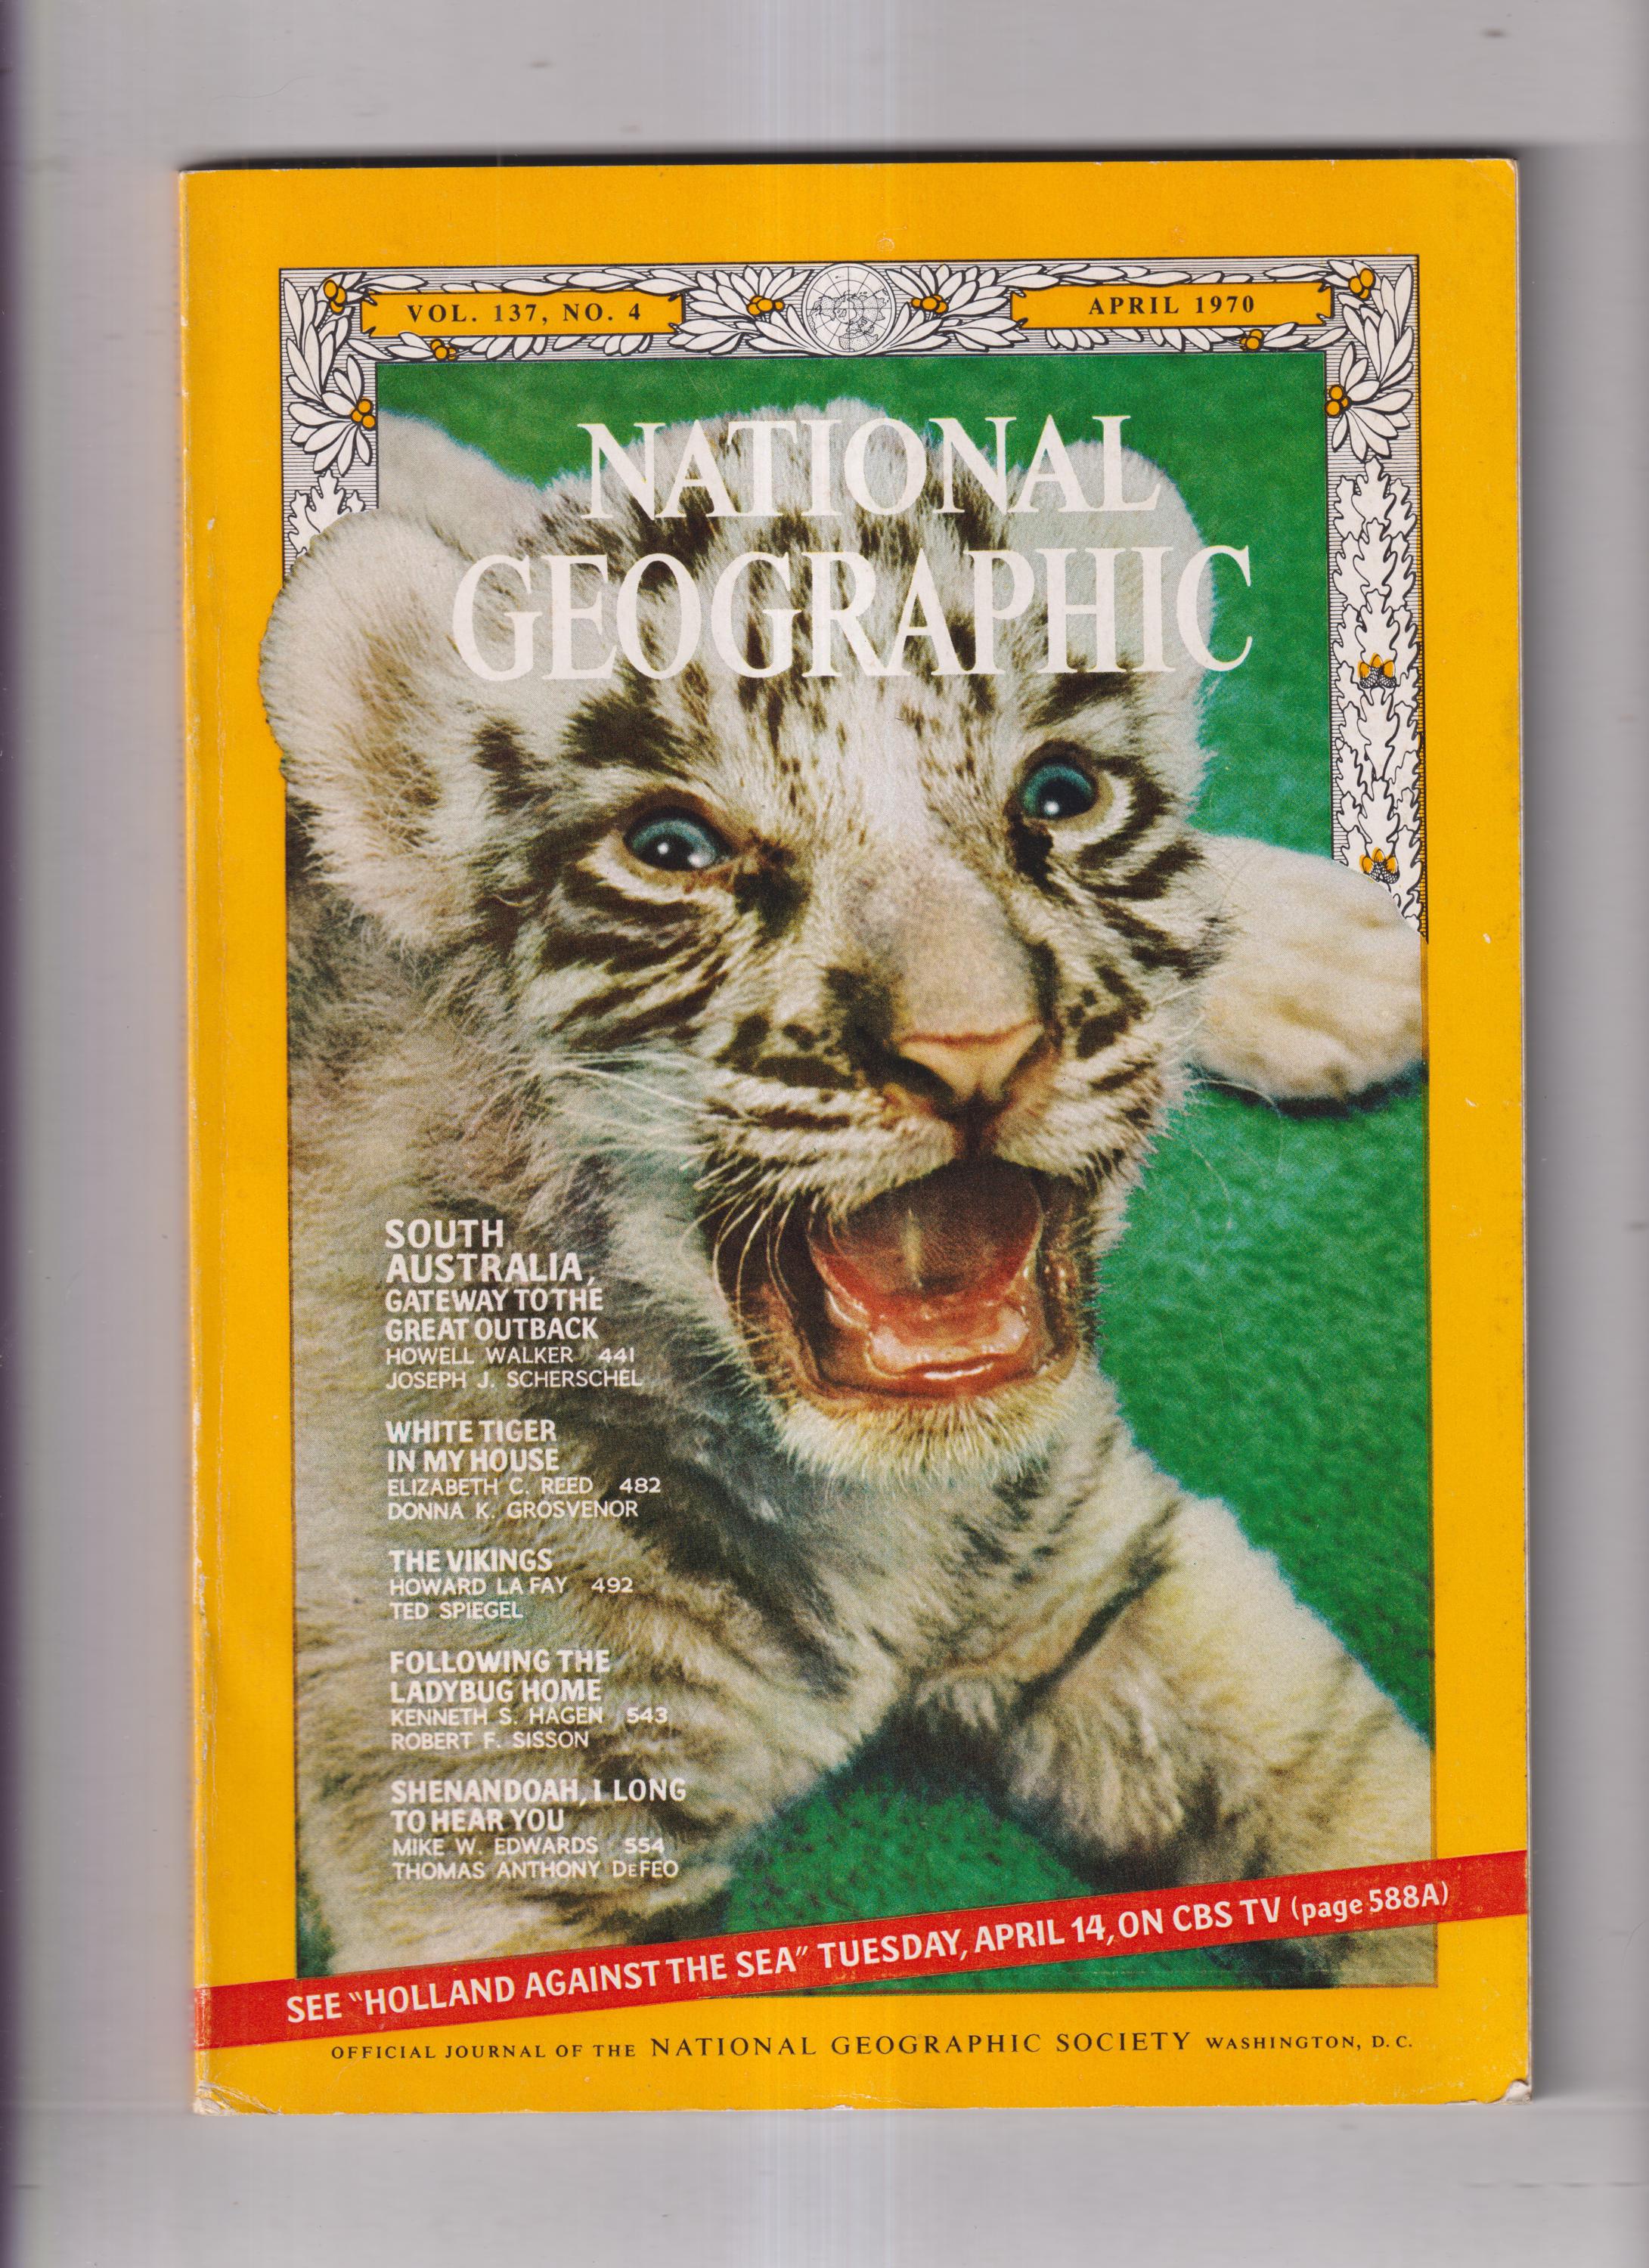 VOL. 137, NO. 4
APRIL 1970
NATIONAL
GEOGRAPHIC
SOUTH
AUSTRALIA,
GATEWAY TO THE
GREAT OUTBACK
HOWELL WALKER 441
JOSEPH J. SCHERSCHEL
WHITE TIGER
IN MY HOUSE
ELIZABETH C. REED 482
DONNA K. GROSVENOR
THE VIKINGS
HOWARD LA FAY 492
TED SPIEGEL
FOLLOWING THE
LADYBUG HOME
KENNETH S. HAGEN 543
ROBERT F. SISSON
SHENANDOAH, I LONG
TO HEAR YOU
MIKE W. EDWARDS 554
THOMAS ANTHONY DeFEO
SEE "HOLLAND AGAINST THE SEA" TUESDAY, APRIL 14, ON CBS TV (page 588A)
OFFICIAL JOURNAL OF THE NATIONAL GEOGRAPHIC SOCIETY WASHINGTON, D. C.